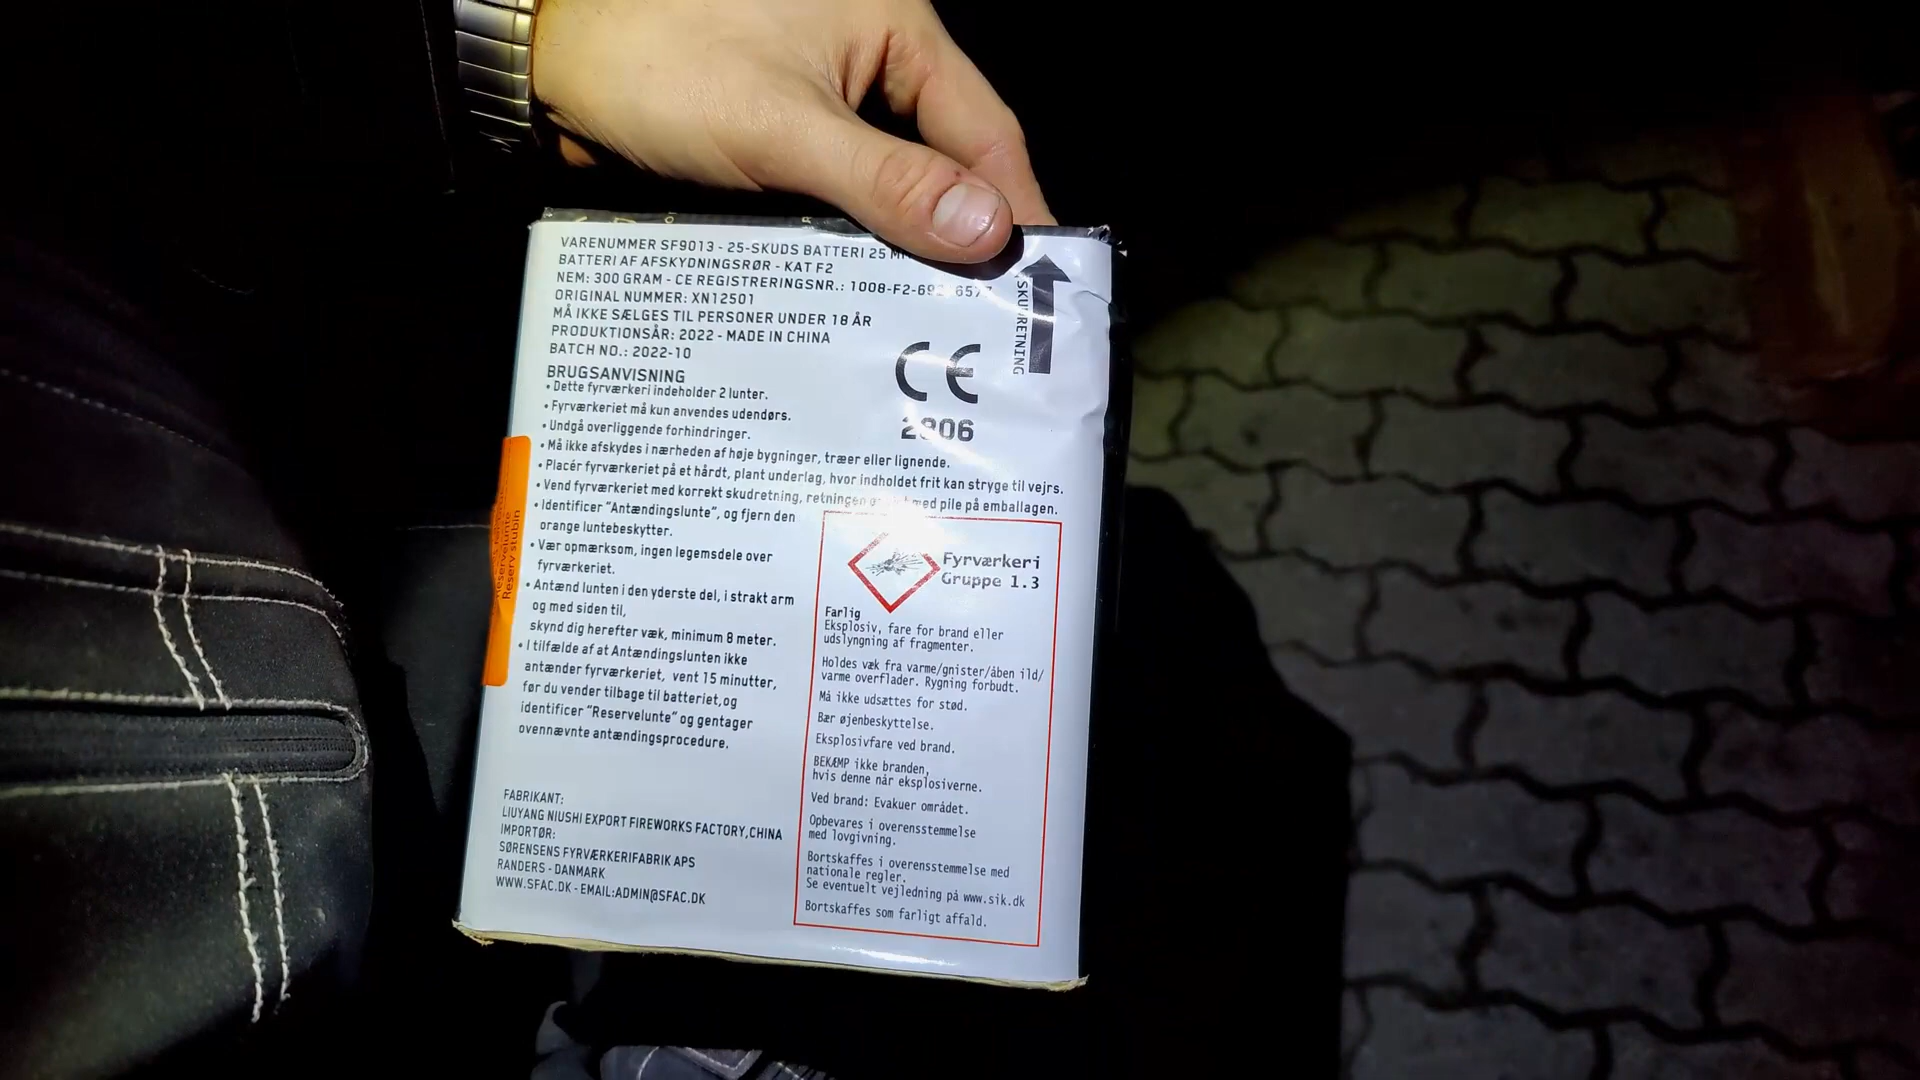 VARENUMMER SF9013 - 25-SKUDS BATTERI 25
BATTERI AF AFSKYDNINGSRØR - KAT F2
NEM: 300 GRAM - CE REGISTRERINGSNR.:
ORIGINAL NUMMER: XN12501
MÅ IKKE SÆLGES TIL PERSONER UNDER 18 ÅR
PRODUKTIONSÅR: 2022 - MADE IN CHINA
BATCH NO.: 2022-10
SKUDRETNING
CE
BRUGSANVISNING
• Dette fyrværkeri indeholder 2 lunter.
• Fyrværkeriet må kun anvendes udendørs.
• Undgå overliggende forhindringer.
• Må ikke afskydes i nærheden af høje bygninger, træer eller lignende.
• Placér fyrværkeriet på et hårdt, plant underlag, hvor indholdet frit kan stryge til vejrs.
• Vend fyrværkeriet med korrekt skudretning, retningen med pile på emballagen.
• Identificer "Antændingslunte", og fjern den
orange luntebeskytter.
• Vær opmærksom, ingen legemsdele over
fyrværkeriet.
• Antænd lunten i den yderste del, i strakt arm
og med siden til,
skynd dig herefter væk, minimum 8 meter.
• I tilfælde af at Antændingslunten ikke
antænder fyrværkeriet, vent 15 minutter,
før du vender tilbage til batteriet,og
identificer "Reservelunte" og gentager
ovennævnte antændingsprocedure.
Reservelunte
Reserv stubin
Fyrværkeri
Gruppe 1.3
Farlig
Eksplosiv, fare for brand eller
udslyngning af fragmenter.
Holdes væk fra varme/gnister/åben ild/
varme overflader. Rygning forbudt.
Må ikke udsættes for stød.
Bær øjenbeskyttelse.
Eksplosivfare ved brand.
BEKÆMP ikke branden,
hvis denne når eksplosiverne.
Ved brand: Evakuer området.
Opbevares i overensstemmelse
med lovgivning.
Bortskaffes i overensstemmelse med
nationale regler.
Se eventuelt vejledning på www.sik.dk
Bortskaffes som farligt affald.
FABRIKANT:
LIUYANG NIUSHI EXPORT FIREWORKS FACTORY,CHINA
IMPORTØR:
SØRENSENS FYRVÆRKERIFABRIK APS
RANDERS - DANMARK
WWW.SFAC.DK - EMAIL:ADMIN@SFAC.DK